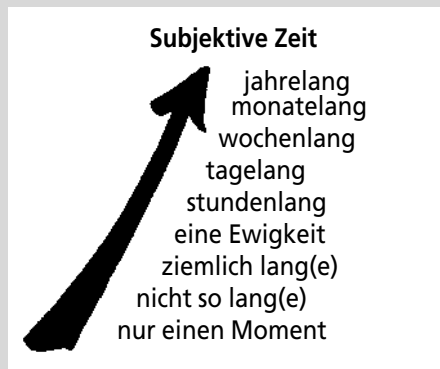 Subjektive Zeit
jahrelang
monatelang
wochenlang
tagelang
stundenlang
eine Ewigkeit
ziemlich lang(e)
nicht so lang(e)
nur einen Moment